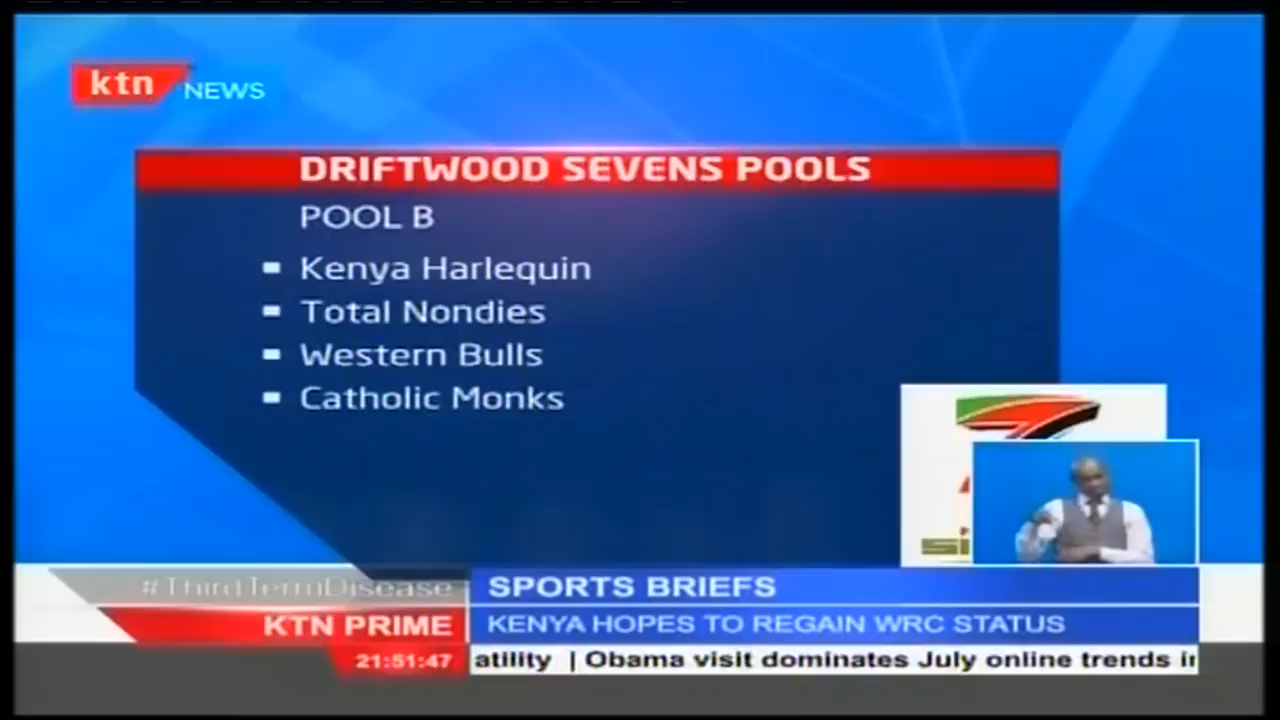 ktn NEWS
DRIFTWOOD SEVENS POOLS
POOL B
Kenya Harlequin
Total Nondies
Western Bulls
Catholic Monks
#ThirdTermDisease
SPORTS BRIEFS
KTN PRIME
KENYA HOPES TO REGAIN WRC STATUS
21:51:47
atility | Obama visit dominates July online trends in